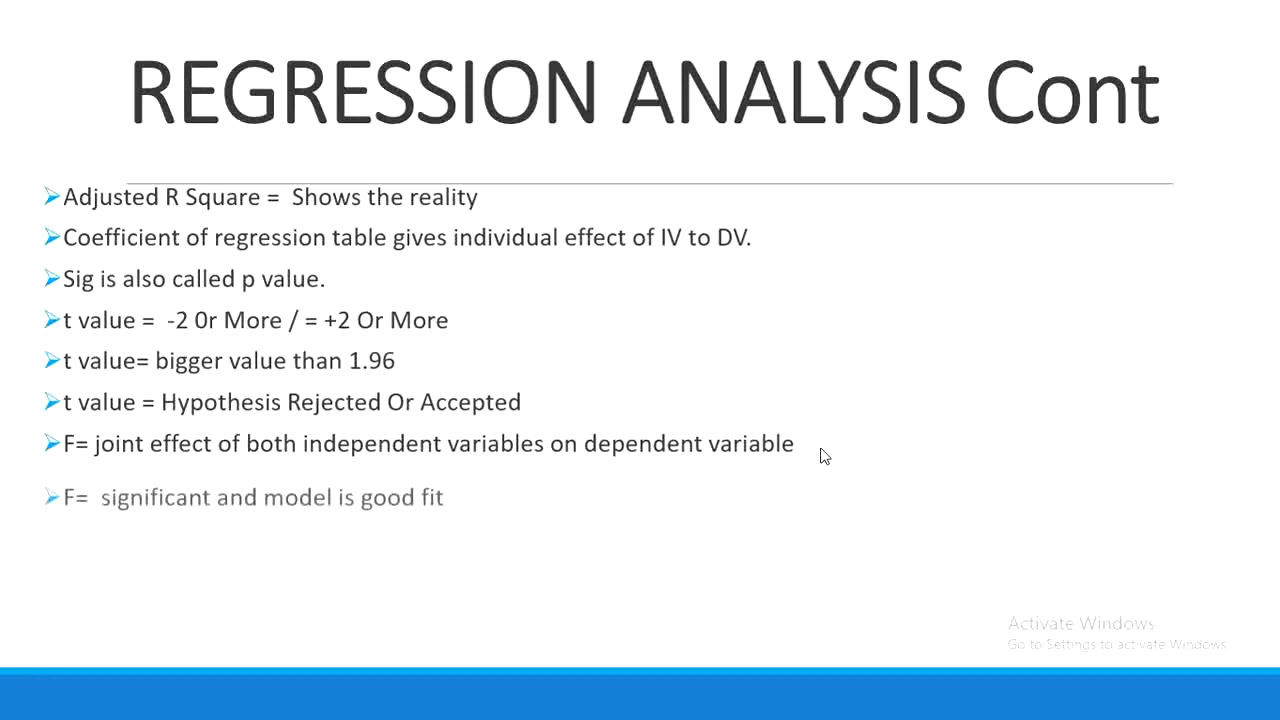 REGRESSION ANALYSIS Cont
Adjusted R Square =  Shows the reality
Coefficient of regression table gives individual effect of IV to DV.
Sig is also called p value.
t value =  -2 0r More / = +2 Or More
t value= bigger value than 1.96
t value = Hypothesis Rejected Or Accepted
F= joint effect of both independent variables on dependent variable
F=  significant and model is good fit
Activate Windows
Go to Settings to activate Windows